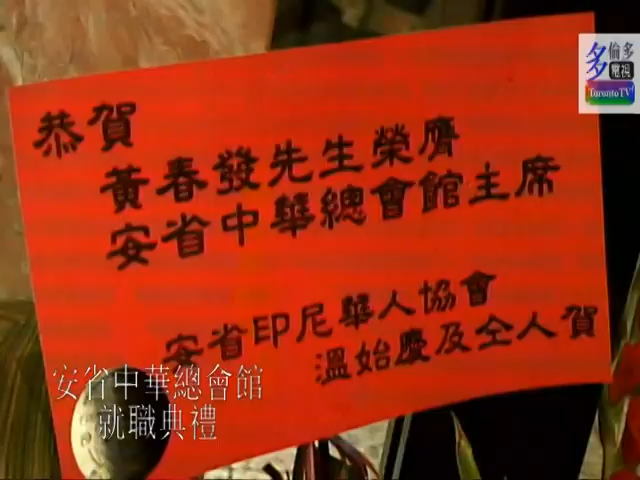 多倫多
電視
TorontoTV
恭賀
黃春發先生榮膺
安省中華總會館主席
安省印尼華人協會
溫始慶及仝人賀
安省中華總會館
就職典禮